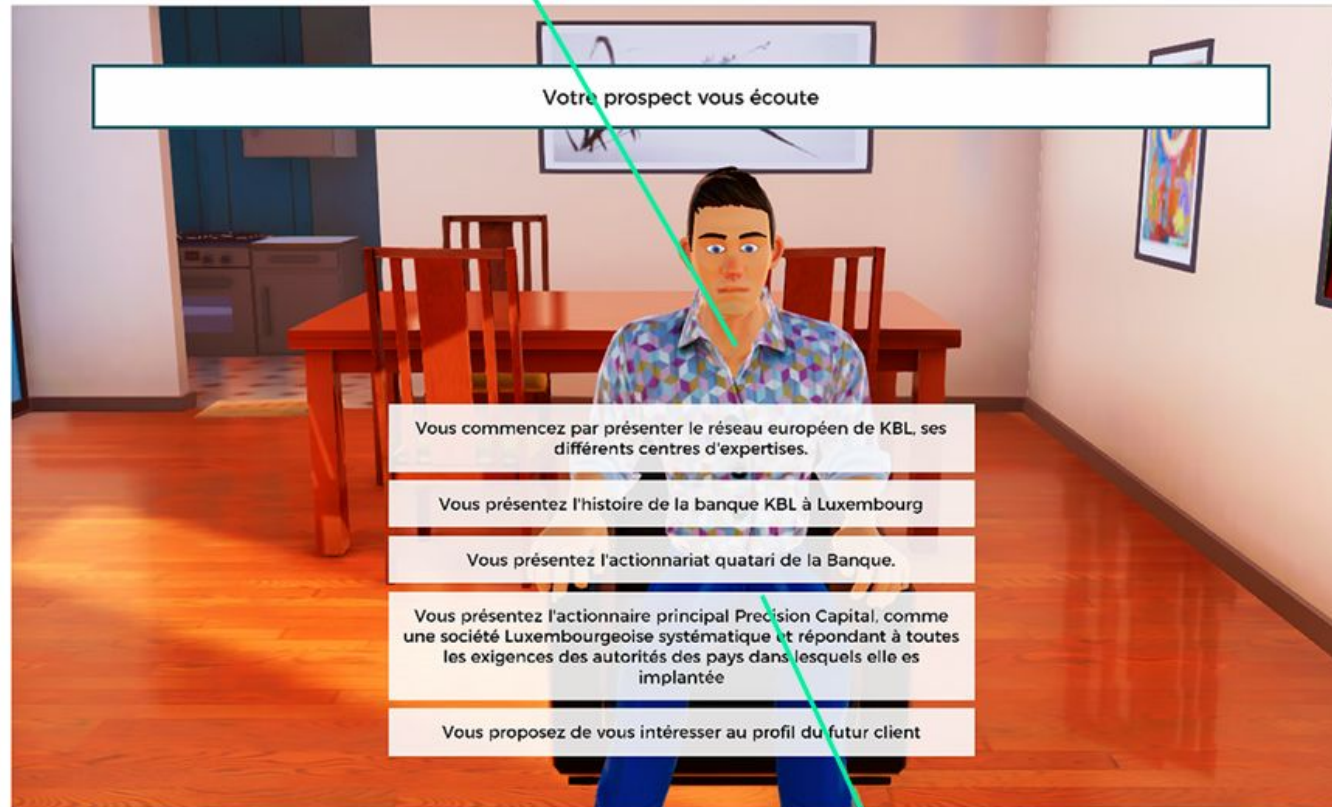 Votre prospect vous écoute
Vous commencez par présenter le réseau européen de KBL, ses
différents centres d'expertises.
Vous présentez l'histoire de la banque KBL à Luxembourg
Vous présentez l'actionnariat quatari de la Banque.
Vous présentez l'actionnaire principal Precision Capital, comme
une société Luxembourgeoise systématique et répondant à toutes
les exigences des autorités des pays dans lesquels elle es
implantée
Vous proposez de vous intéresser au profil du futur client